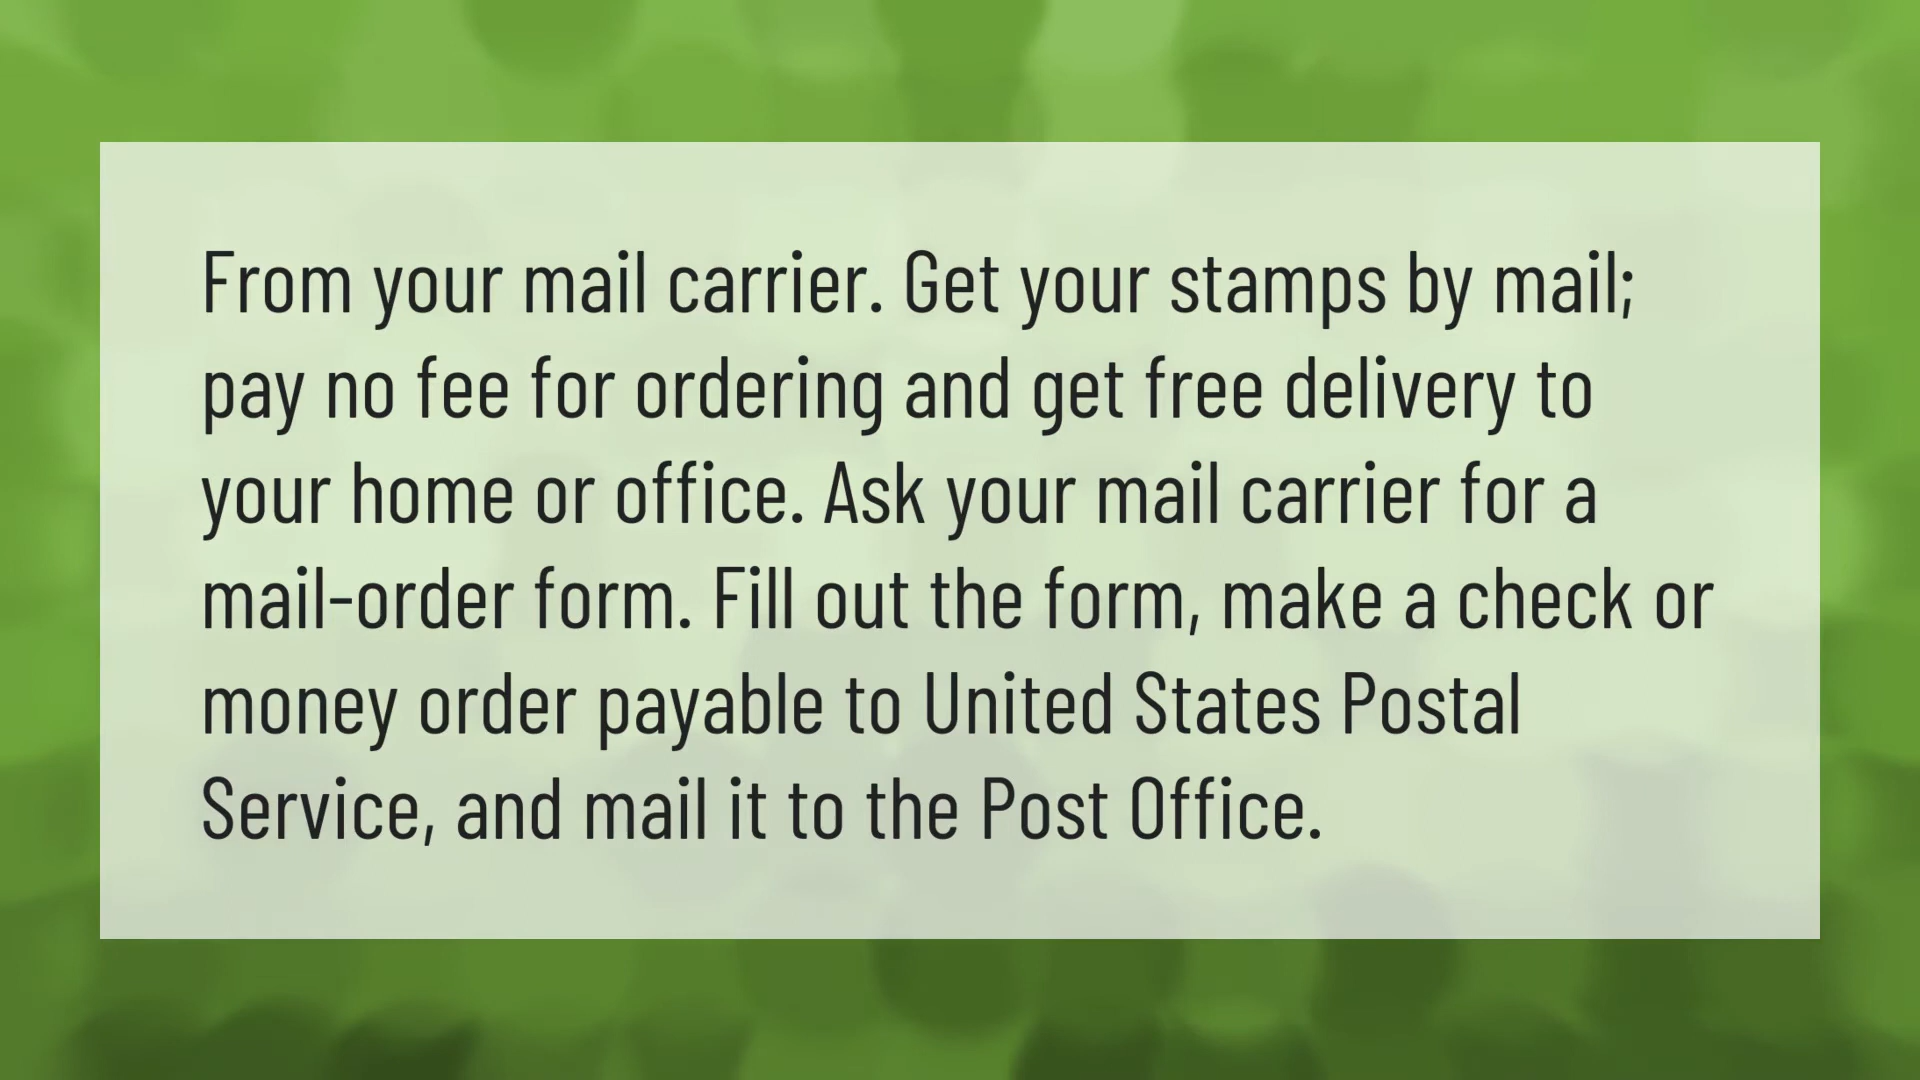 From your mail carrier. Get your stamps by mail;
pay no fee for ordering and get free delivery to
your home or office. Ask your mail carrier for a
mail-order form. Fill out the form, make a check or
money order payable to United States Postal
Service, and mail it to the Post Office.